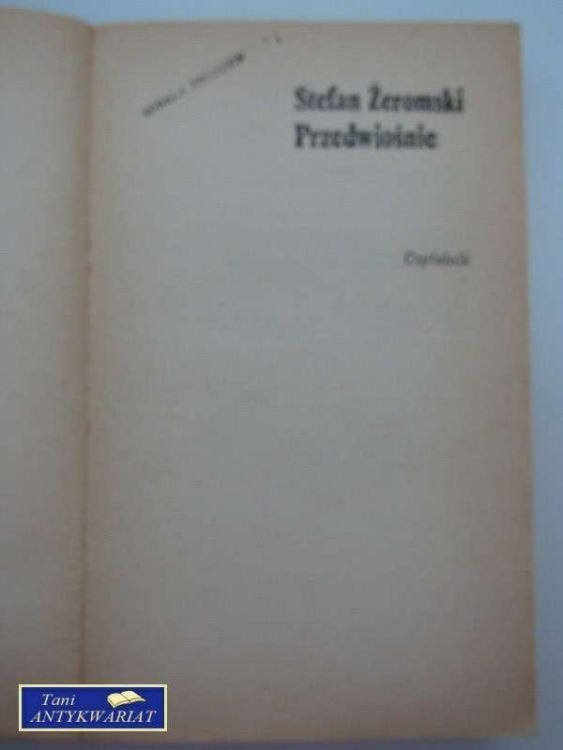 Stefan Żeromski
Przedwiośnie
Czytelnik
Tani
ANTYKWARIAT